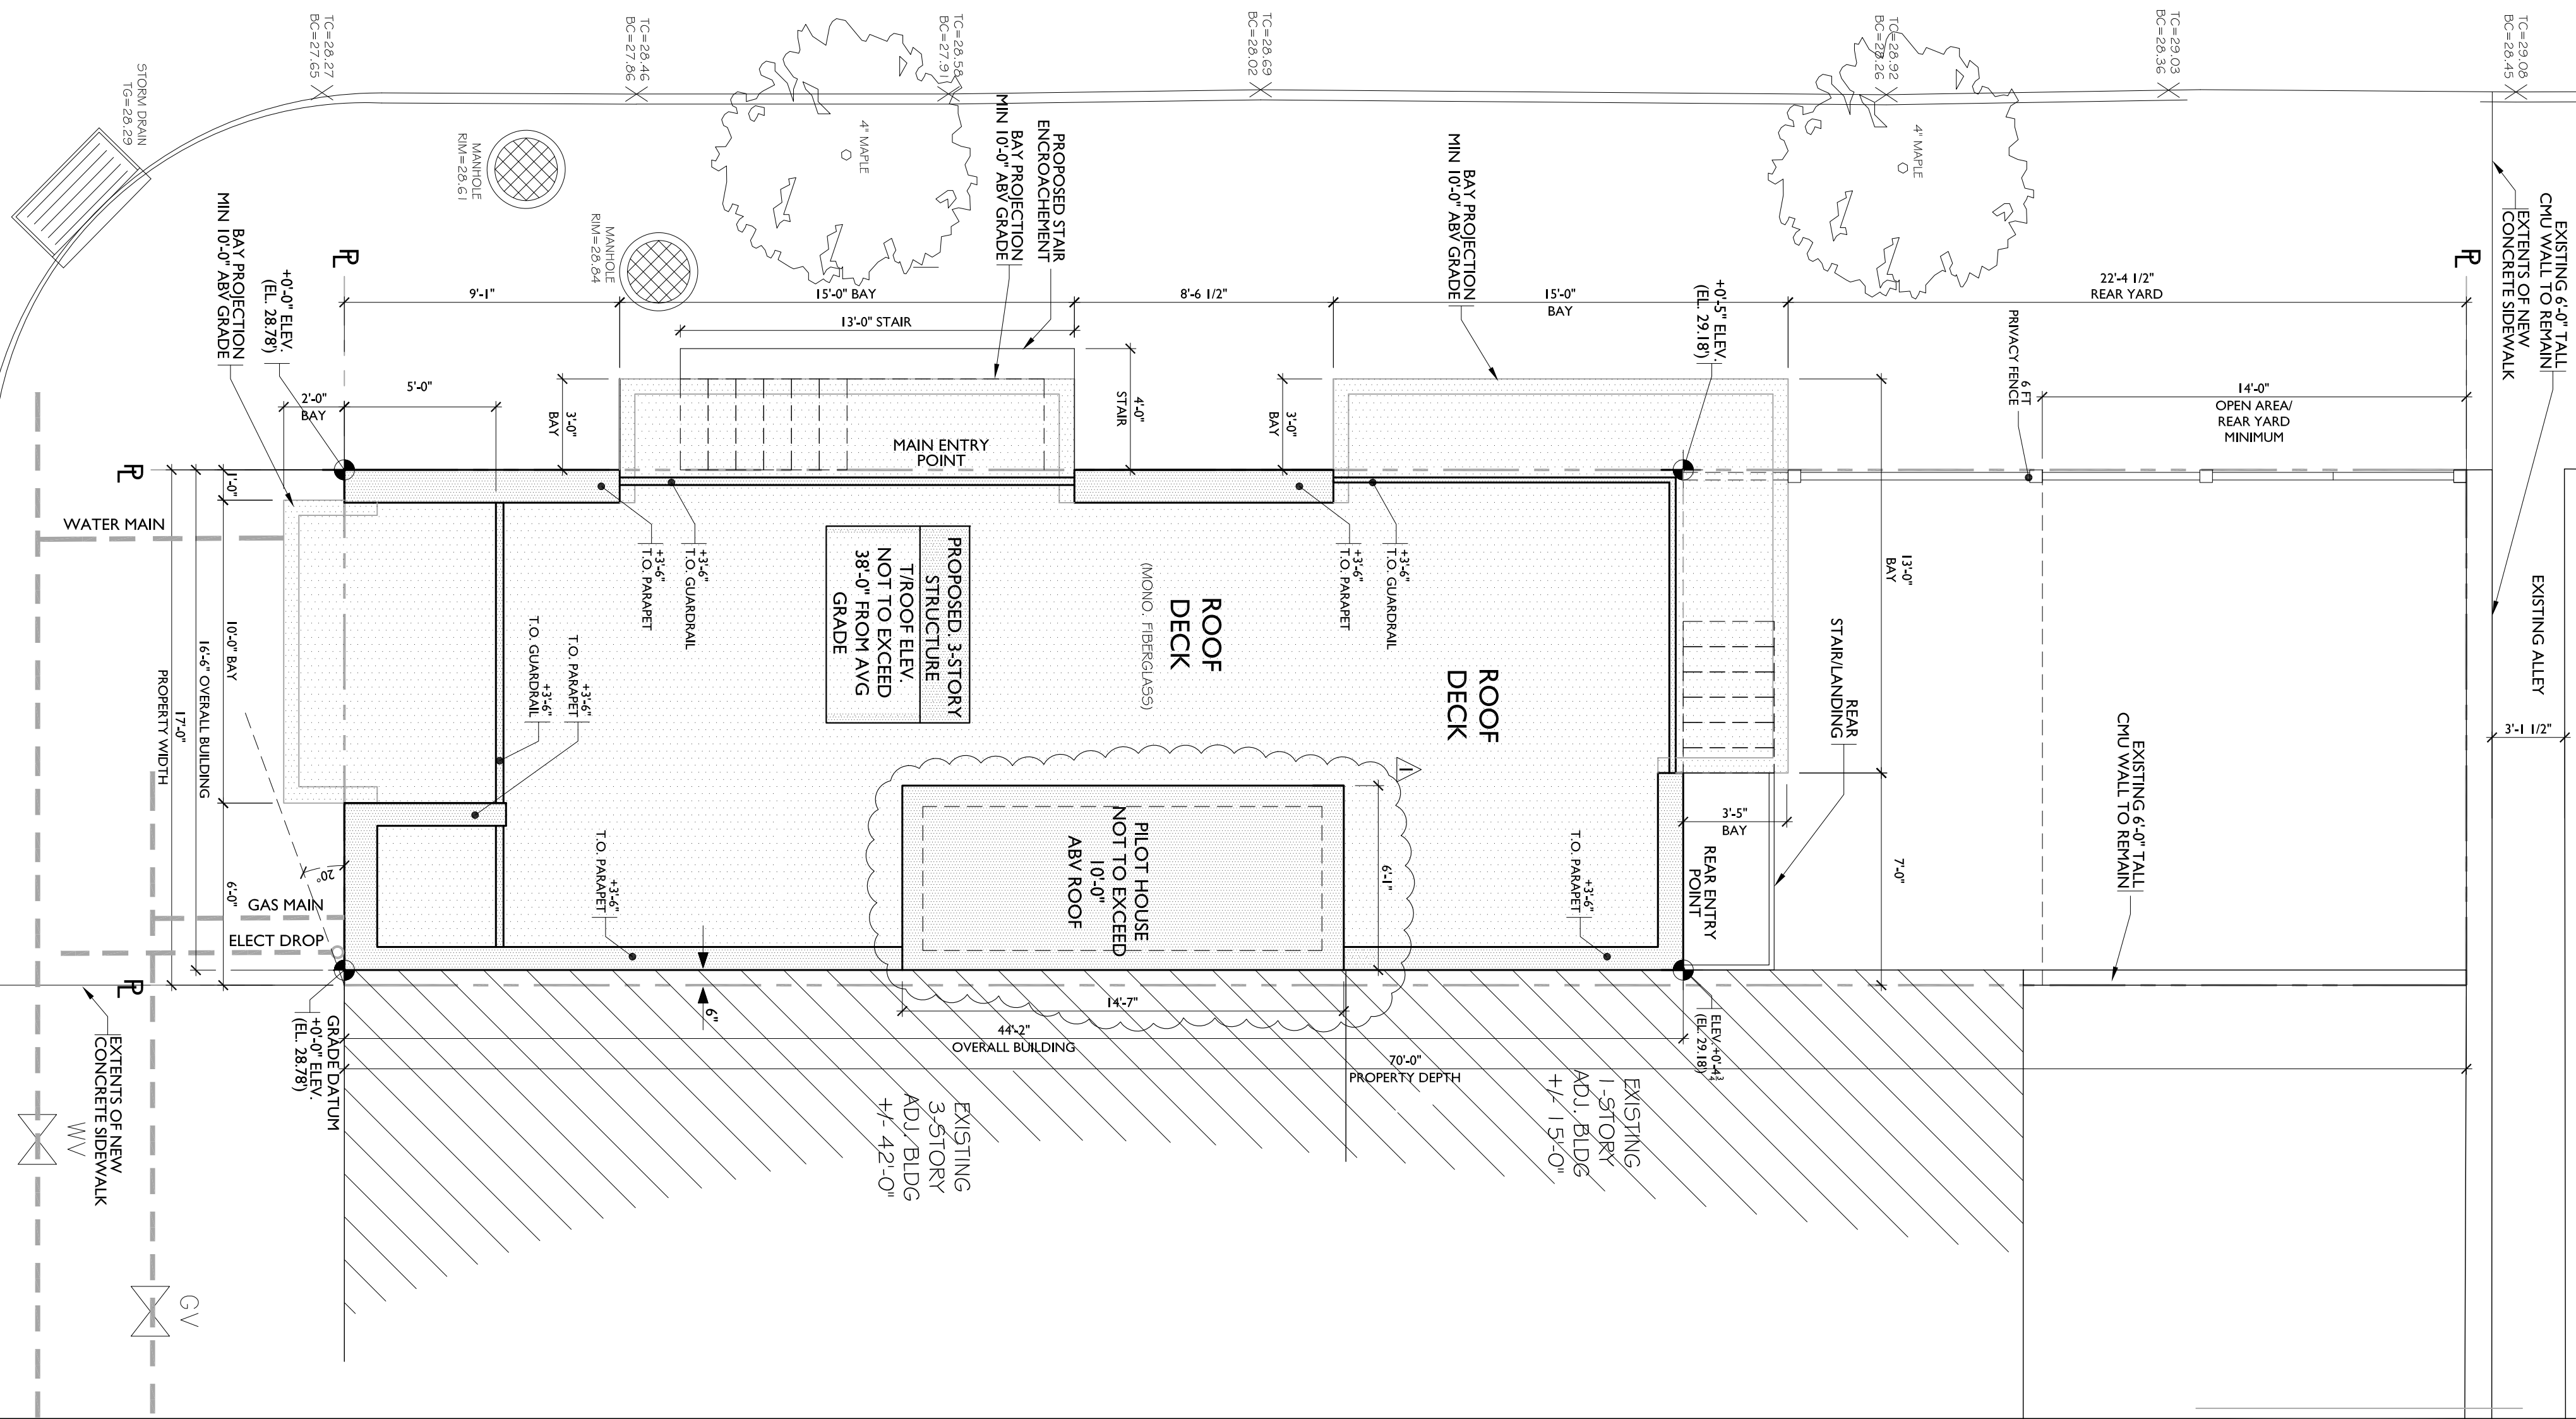 TC=28.27
BC=27.65
TC=28.46
BC=27.86
TC=28.58
BC=27.91
TC=28.69
BC=28.02
TC=28.92
BC=28.26
TC=29.03
BC=28.36
TC=29.08
BC=28.45
STORM DRAIN
TG=28.29
MANHOLE
RIM=28.61
MANHOLE
RIM=28.84
4" MAPLE
4" MAPLE
PROPOSED STAIR
ENCROACHEMENT
BAY PROJECTION
MIN 10'-0" ABV GRADE
BAY PROJECTION
MIN 10'-0" ABV GRADE
BAY PROJECTION
MIN 10'-0" ABV GRADE
EXISTING 6'-0" TALL
CMU WALL TO REMAIN
EXTENTS OF NEW
CONCRETE SIDEWALK
PL
PL
+0'-0" ELEV.
(EL. 28.78')
+0'-5" ELEV.
(EL. 29.18')
9'-1"
15'-0" BAY
8'-6 1/2"
15'-0"
BAY
22'-4 1/2"
REAR YARD
13'-0" STAIR
6 FT
PRIVACY FENCE
14'-0"
OPEN AREA/
REAR YARD
MINIMUM
2'-0"
BAY
5'-0"
3'-0"
BAY
4'-0"
STAIR
3'-0"
BAY
MAIN ENTRY
POINT
PL
1'-0"
WATER MAIN
+3'-6"
T.O. PARAPET
+3'-6"
T.O. GUARDRAIL
+3'-6"
T.O. PARAPET
+3'-6"
T.O. GUARDRAIL
PROPOSED. 3-STORY
STRUCTURE
T/ROOF ELEV.
NOT TO EXCEED
38'-0" FROM AVG
GRADE
(MONO. FIBERGLASS)
ROOF
DECK
ROOF
DECK
13'-0"
BAY
EXISTING ALLEY
3'-1 1/2"
REAR
STAIR/LANDING
EXISTING 6'-0" TALL
CMU WALL TO REMAIN
10'-0" BAY
16'-6" OVERALL BUILDING
17'-0"
PROPERTY WIDTH
+3'-6"
T.O. GUARDRAIL
+3'-6"
T.O. PARAPET
+3'-6"
T.O. PARAPET
1
PILOT HOUSE
NOT TO EXCEED
10'-0"
ABV ROOF
6'-1"
+3'-6"
T.O. PARAPET
3'-5"
BAY
REAR ENTRY
POINT
7'-0"
20°
6'-0"
GAS MAIN
ELECT DROP
PL
6"
14'-7"
44'-2"
OVERALL BUILDING
70'-0"
PROPERTY DEPTH
GRADE DATUM
+0'-0" ELEV.
(EL. 28.78')
ELEV.+0'-4¾"
(EL. 29.18')
EXTENTS OF NEW
CONCRETE SIDEWALK
EXISTING
3-STORY
ADJ. BLDG
+/- 42'-0"
EXISTING
1-STORY
ADJ. BLDG
+/- 15'-0"
WV
GV